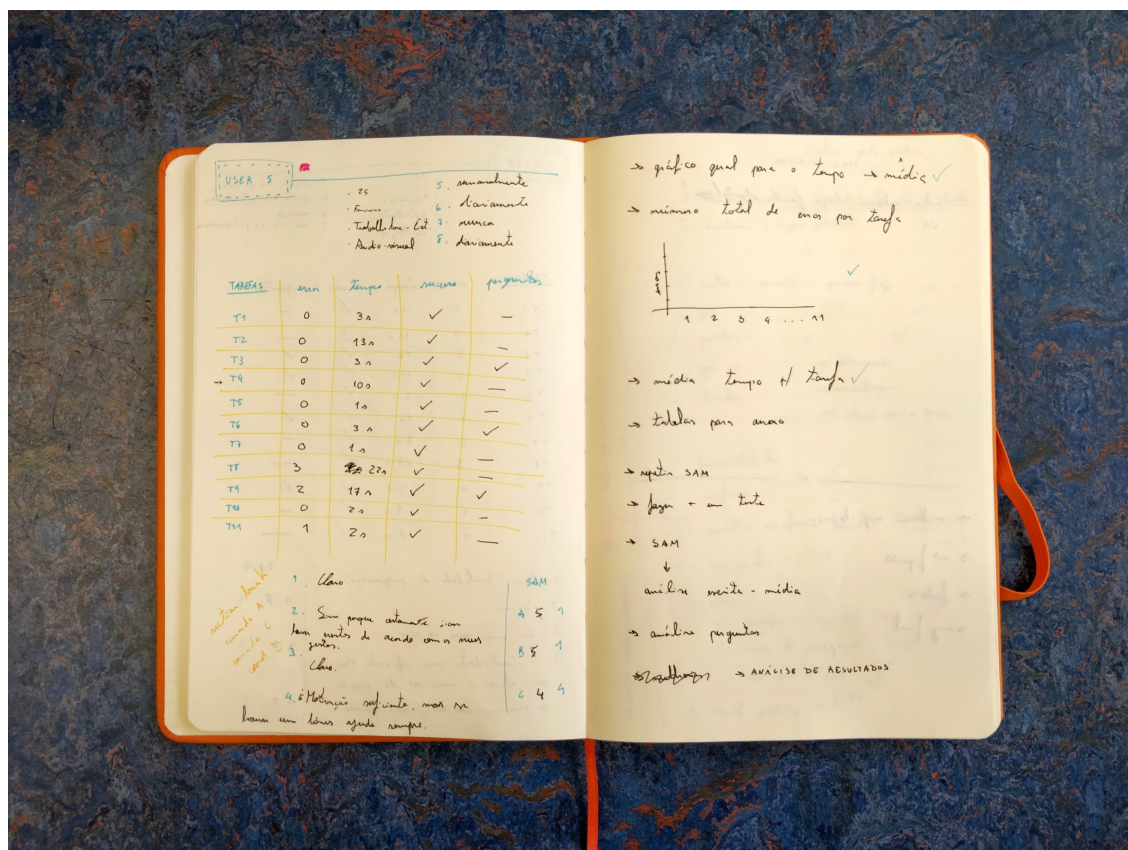 USER 5
. 25
. Trabalhador - Est.
. Audio-visual
5. semanalmente
6. diariamente
7. nunca
8. diariamente
TAREFAS erros tempo sucesso perguntas
T1 0 3s ✓ —
T2 0 13s ✓ —
T3 0 3s ✓ ✓
→ T4 0 10s ✓ —
T5 0 1s ✓ —
T6 0 3s ✓ ✓
T7 0 1s ✓ —
T8 3 22s ✓ —
T9 2 17s ✓ ✓
T10 0 2s ✓ —
T11 1 2s ✓ —
1. Claro.
2. Sim porque certamente iam
bem vistos de acordo com os meus
gostos.
3.
Claro.
4. é Motivação suficiente, mas se
houver um bónus ajuda sempre.
comando A
comando C
SAM
A 5 1
B 5 1
C 4 4
→ gráfico geral para o tempo → média ✓
→ número total de erros por tarefa
erros
1 2 3 4 ... 11
✓
→ média tempo p/ tarefa ✓
→ tabelas para anexo
→ repetir SAM
→ fazer + um teste
→ SAM
↓
análise escrita - média
→ análise perguntas
→ ANÁLISE DE RESULTADOS